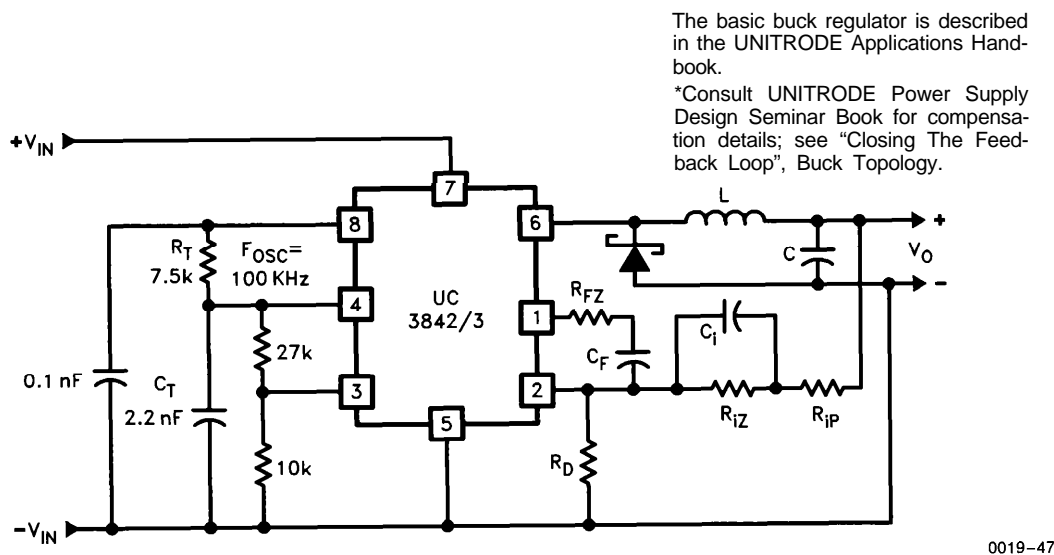 The basic buck regulator is described
in the UNITRODE Applications Hand-
book.
*Consult UNITRODE Power Supply
Design Seminar Book for compensa-
tion details; see "Closing The Feed-
back Loop", Buck Topology.
+VIN
7
8
6
L
RT
7.5k
FOSC=
100 KHz
C
+
VO
-
UC
3842/3
4
1
RFZ
Ci
27k
CF
0.1 nF
CT
2.2 nF
3
2
RiZ
RiP
5
10k
RD
-VIN
0019-47